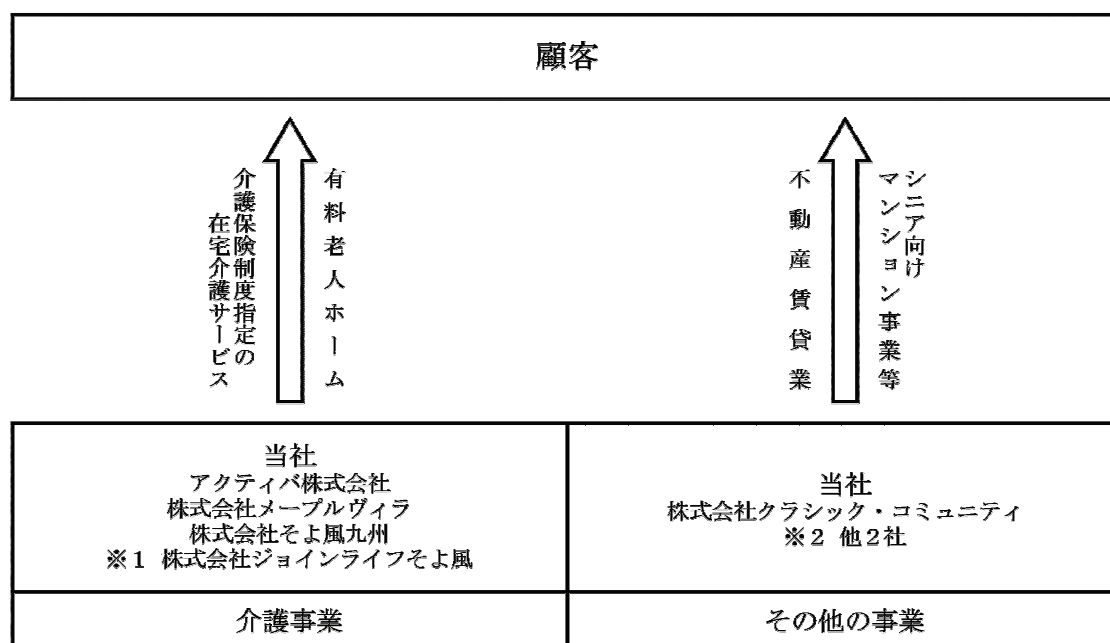 顧客
有料老人ホーム
介護保険制度指定の
在宅介護サービス
シニア向け
マンション事業等
不動産賃貸業
当社
アクティバ株式会社
株式会社メープルヴィラ
株式会社そよ風九州
※1 株式会社ジョインライフそよ風
当社
株式会社クラシック・コミュニティ
※2 他2社
介護事業
その他の事業